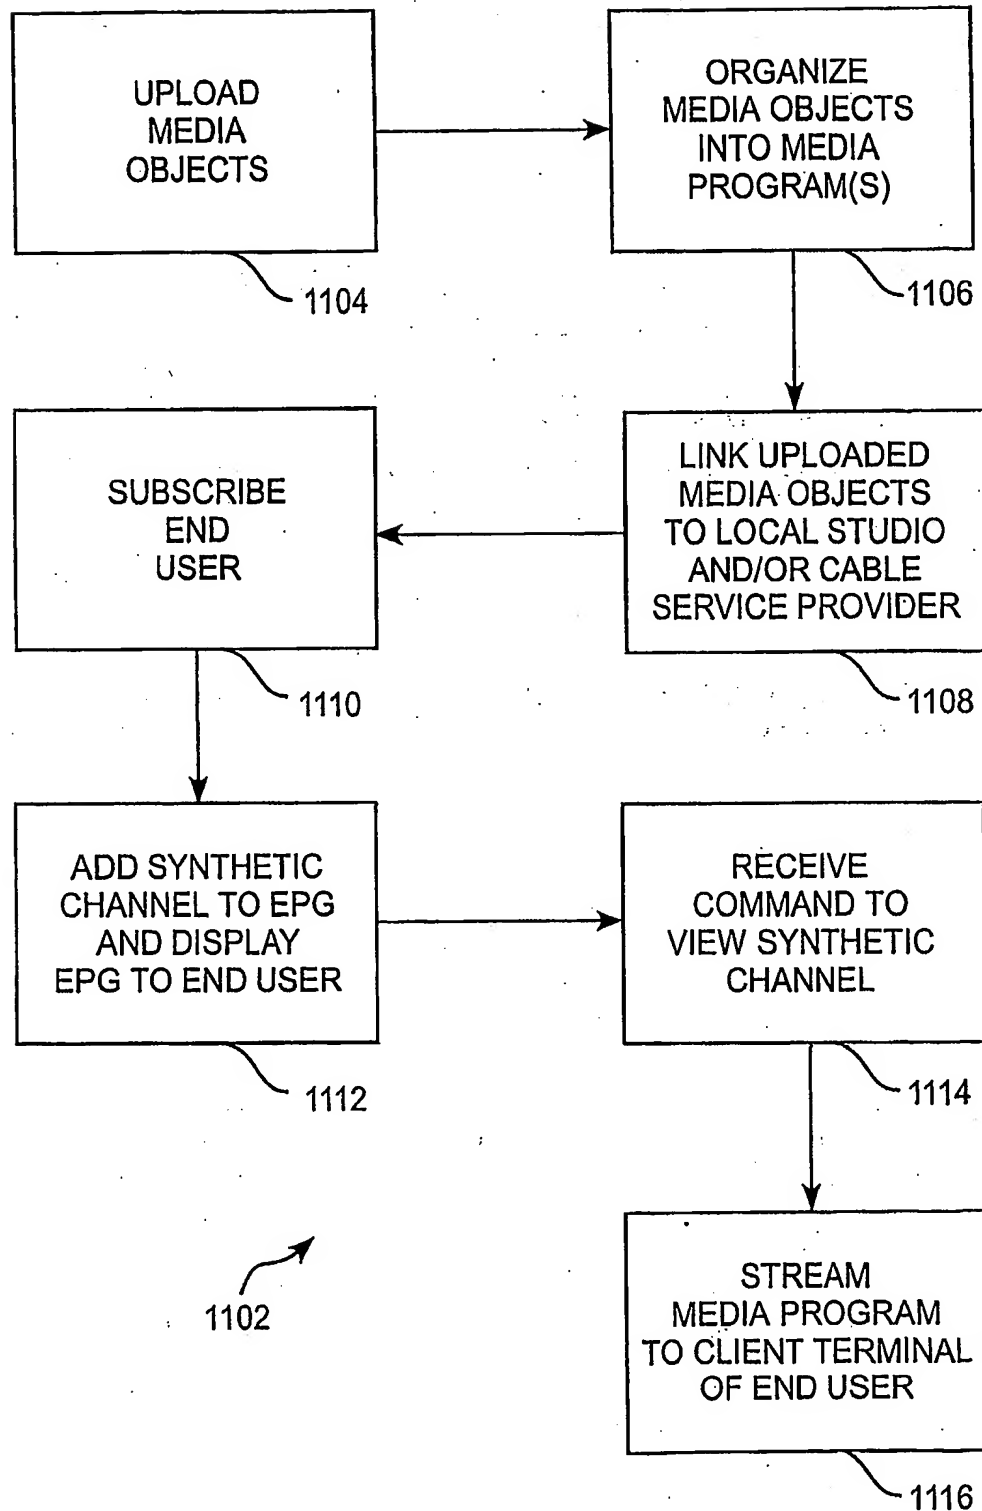 UPLOAD
MEDIA
OBJECTS
1104
ORGANIZE
MEDIA OBJECTS
INTO MEDIA
PROGRAM(S)
1106
LINK UPLOADED
MEDIA OBJECTS
TO LOCAL STUDIO
AND/OR CABLE
SERVICE PROVIDER
1108
SUBSCRIBE
END
USER
1110
ADD SYNTHETIC
CHANNEL TO EPG
AND DISPLAY
EPG TO END USER
1112
RECEIVE
COMMAND TO
VIEW SYNTHETIC
CHANNEL
1114
STREAM
MEDIA PROGRAM
TO CLIENT TERMINAL
OF END USER
1116
1102